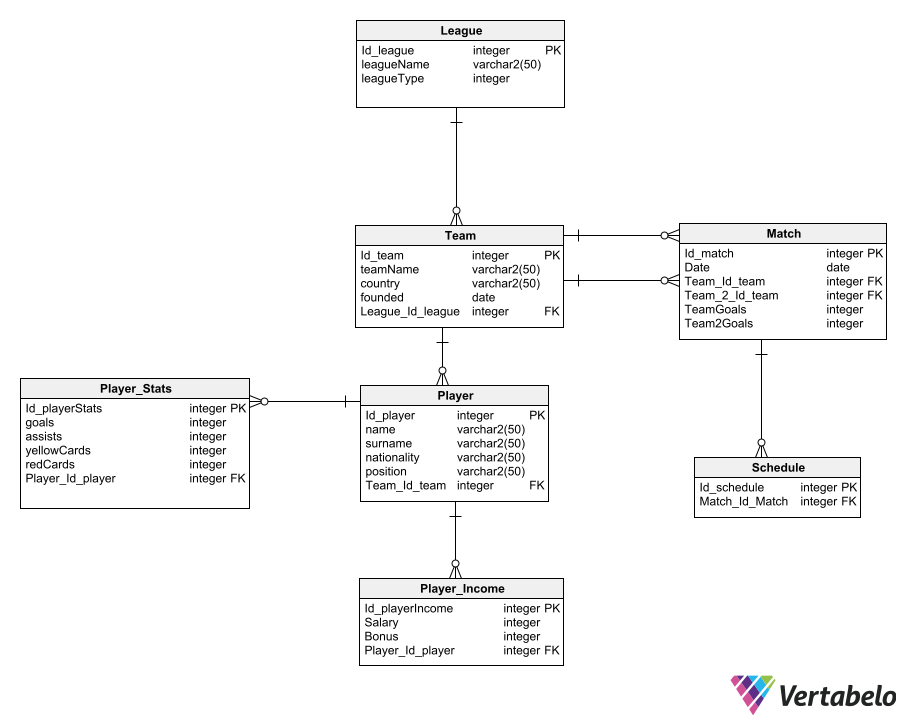 League
Id_league integer PK
leagueName varchar2(50)
leagueType integer
Team
Id_team integer PK
teamName varchar2(50)
country varchar2(50)
founded date
League_Id_league integer FK
Match
Id_match integer PK
Date date
Team_Id_team integer FK
Team_2_Id_team integer FK
TeamGoals integer
Team2Goals integer
Player_Stats
Id_playerStats integer PK
goals integer
assists integer
yellowCards integer
redCards integer
Player_Id_player integer FK
Player
Id_player integer PK
name varchar2(50)
surname varchar2(50)
nationality varchar2(50)
position varchar2(50)
Team_Id_team integer FK
Schedule
Id_schedule integer PK
Match_Id_Match integer FK
Player_Income
Id_playerIncome integer PK
Salary integer
Bonus integer
Player_Id_player integer FK
Vertabelo